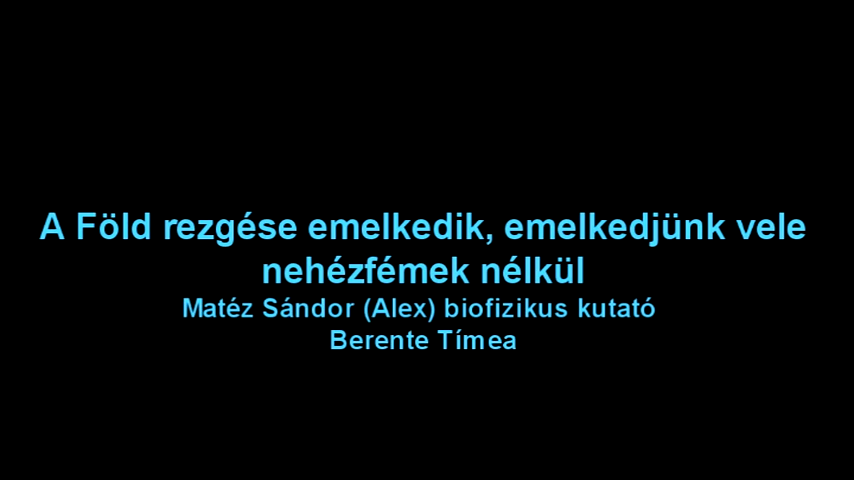 A Föld rezgése emelkedik, emelkedjünk vele
nehézfémek nélkül
Matéz Sándor (Alex) biofizikus kutató
Berente Tímea